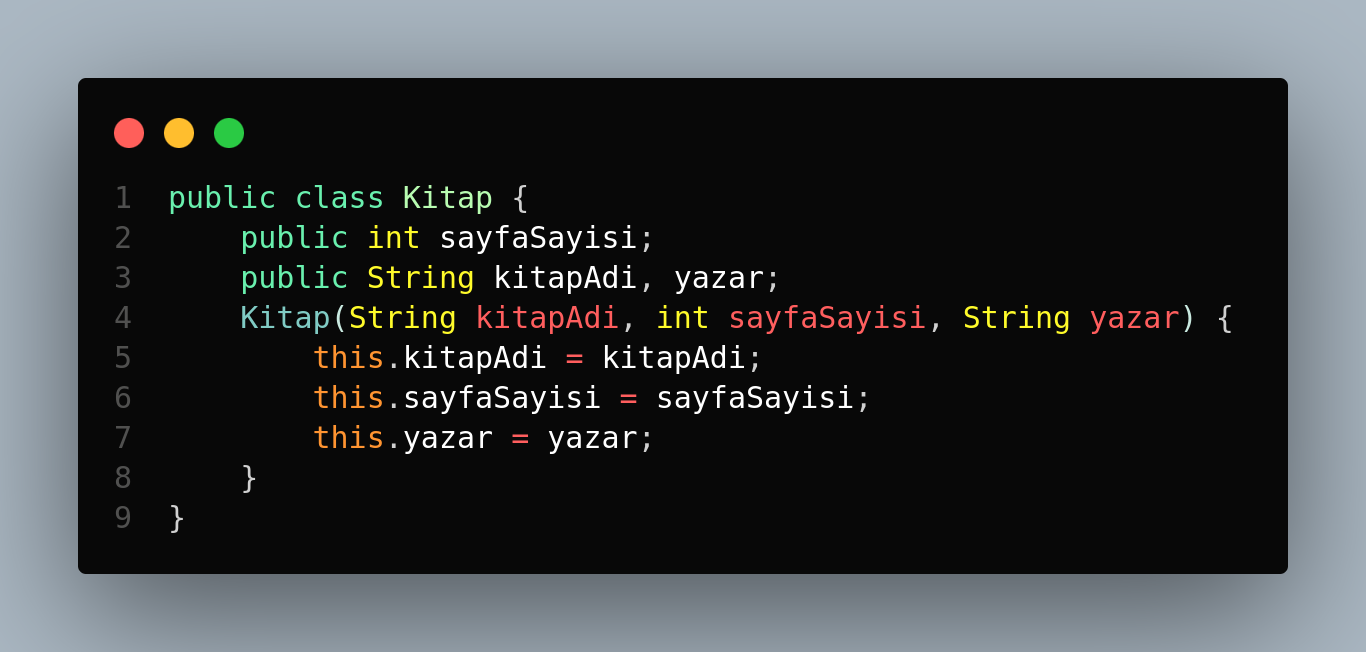 1 public class Kitap {
2     public int sayfaSayisi;
3     public String kitapAdi, yazar;
4     Kitap(String kitapAdi, int sayfaSayisi, String yazar) {
5         this.kitapAdi = kitapAdi;
6         this.sayfaSayisi = sayfaSayisi;
7         this.yazar = yazar;
8     }
9 }